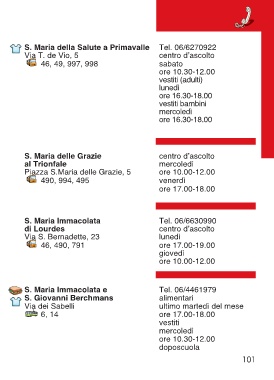 S. Maria della Salute a Primavalle
Via T. de Vio, 5
46, 49, 997, 998
Tel. 06/6270922
centro d'ascolto
sabato
ore 10.30-12.00
vestiti (adulti)
lunedì
ore 16.30-18.00
vestiti bambini
mercoledì
ore 16.30-18.00
S. Maria delle Grazie
al Trionfale
Piazza S.Maria delle Grazie, 5
490, 994, 495
centro d'ascolto
mercoledì
ore 10.00-12.00
venerdì
ore 17.00-18.00
S. Maria Immacolata
di Lourdes
Via S. Bernadette, 23
46, 490, 791
Tel. 06/6630990
centro d'ascolto
lunedì
ore 17.00-19.00
giovedì
ore 10.00-12.00
S. Maria Immacolata e
S. Giovanni Berchmans
Via dei Sabelli
6, 14
Tel. 06/4461979
alimentari
ultimo martedì del mese
ore 17.00-18.00
vestiti
mercoledì
ore 10.30-12.00
doposcuola
101